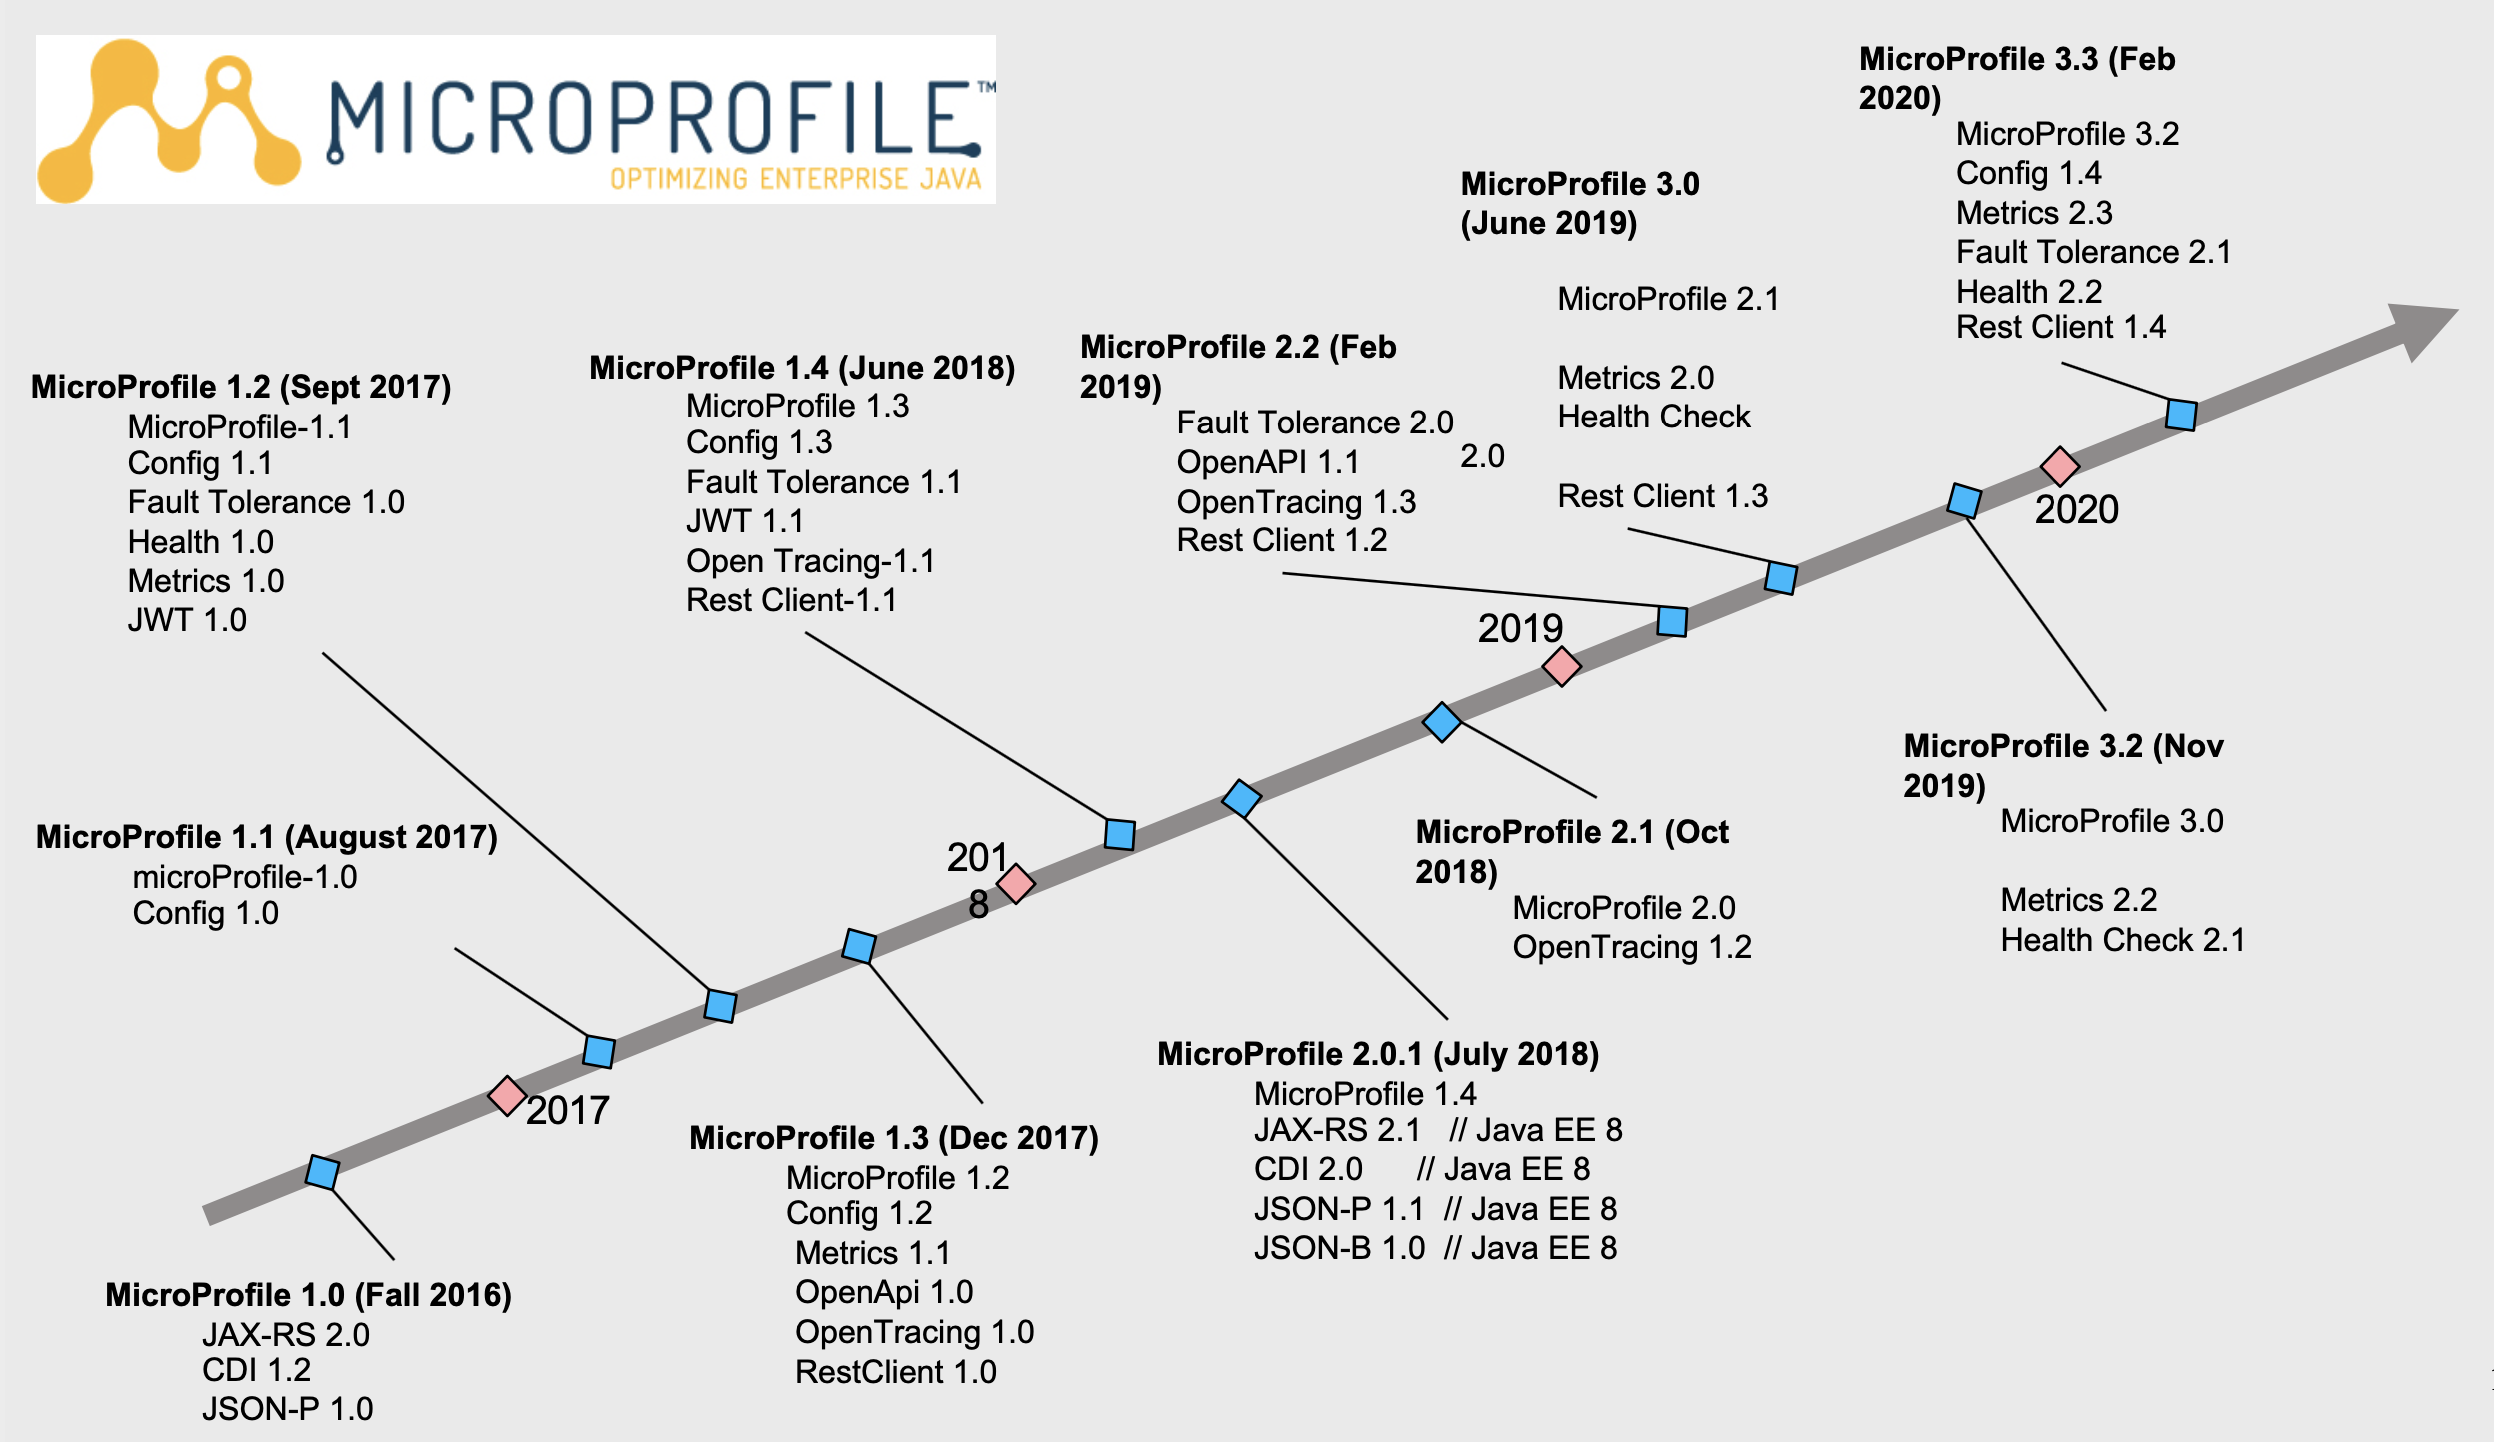 MICROPROFILE™
OPTIMIZING ENTERPRISE JAVA
MicroProfile 1.0 (Fall 2016)
JAX-RS 2.0
CDI 1.2
JSON-P 1.0
2017
MicroProfile 1.1 (August 2017)
microProfile-1.0
Config 1.0
MicroProfile 1.2 (Sept 2017)
MicroProfile-1.1
Config 1.1
Fault Tolerance 1.0
Health 1.0
Metrics 1.0
JWT 1.0
MicroProfile 1.3 (Dec 2017)
MicroProfile 1.2
Config 1.2
Metrics 1.1
OpenApi 1.0
OpenTracing 1.0
RestClient 1.0
201
8
MicroProfile 1.4 (June 2018)
MicroProfile 1.3
Config 1.3
Fault Tolerance 1.1
JWT 1.1
Open Tracing-1.1
Rest Client-1.1
MicroProfile 2.0.1 (July 2018)
MicroProfile 1.4
JAX-RS 2.1 // Java EE 8
CDI 2.0 // Java EE 8
JSON-P 1.1 // Java EE 8
JSON-B 1.0 // Java EE 8
MicroProfile 2.1 (Oct
2018)
MicroProfile 2.0
OpenTracing 1.2
2019
MicroProfile 2.2 (Feb
2019)
Fault Tolerance 2.0
OpenAPI 1.1
OpenTracing 1.3
Rest Client 1.2
MicroProfile 3.0
(June 2019)
MicroProfile 2.1
Metrics 2.0
Health Check
2.0
Rest Client 1.3
MicroProfile 3.2 (Nov
2019)
MicroProfile 3.0
Metrics 2.2
Health Check 2.1
2020
MicroProfile 3.3 (Feb
2020)
MicroProfile 3.2
Config 1.4
Metrics 2.3
Fault Tolerance 2.1
Health 2.2
Rest Client 1.4